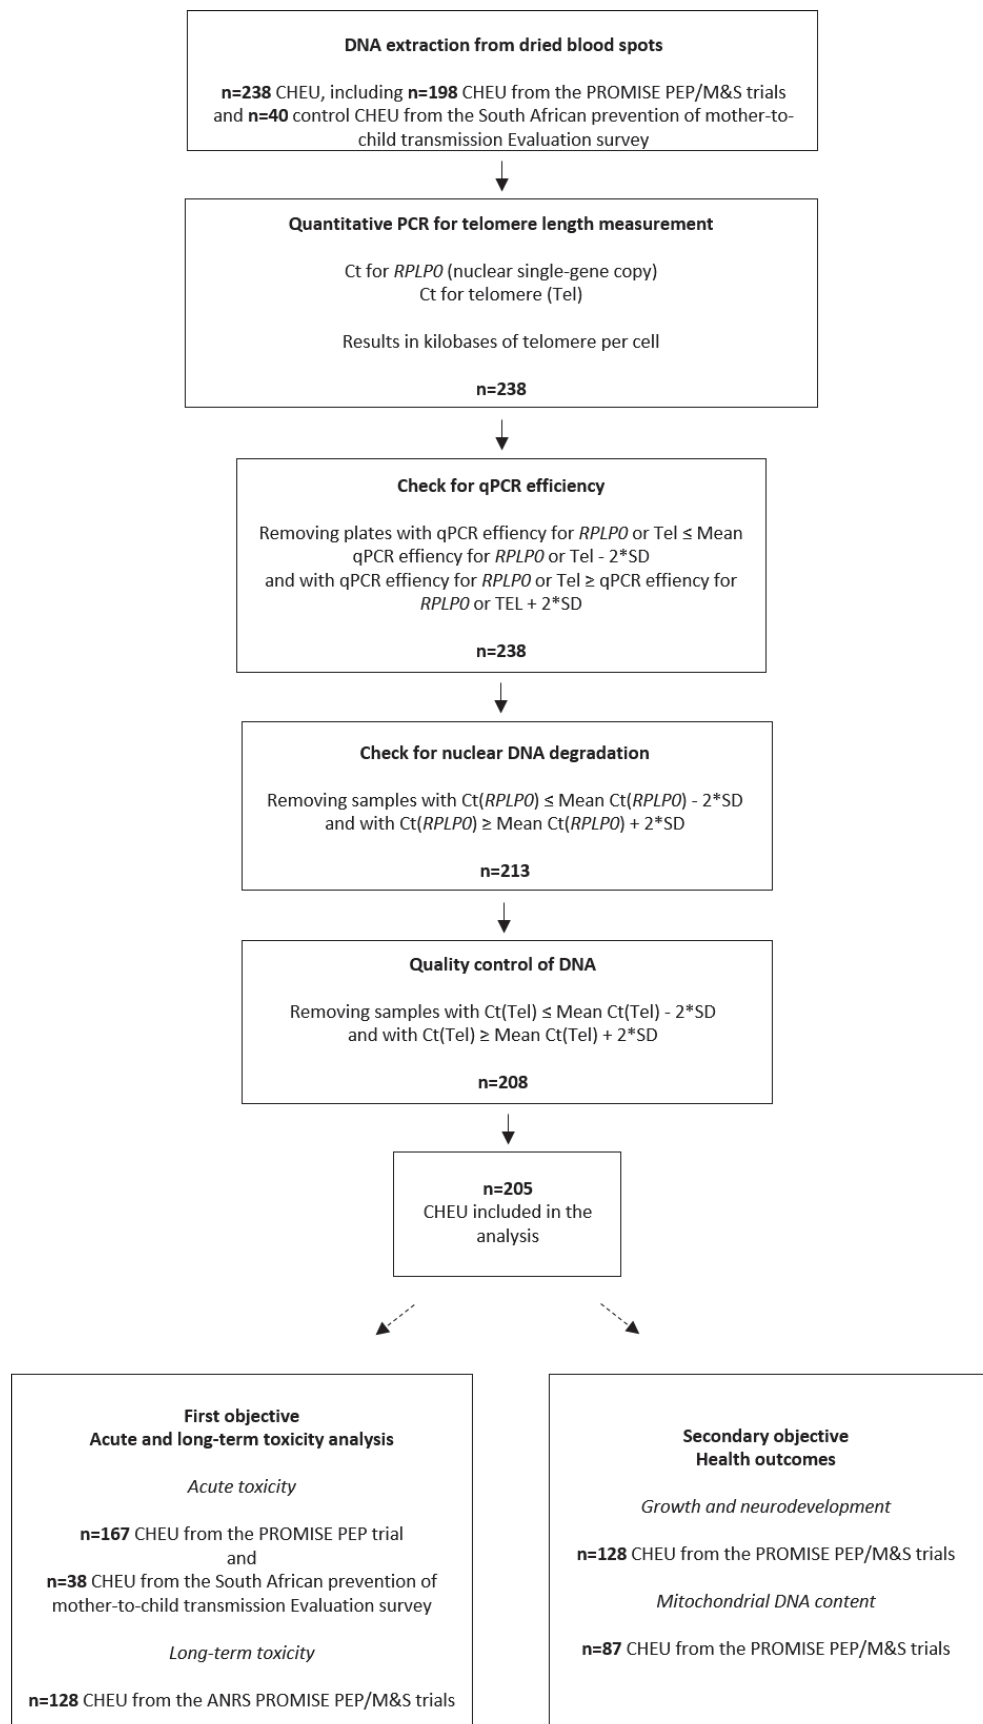 DNA extraction from dried blood spots
n=238 CHEU, including n=198 CHEU from the PROMISE PEP/M&S trials
and n=40 control CHEU from the South African prevention of mother-to-
child transmission Evaluation survey
Quantitative PCR for telomere length measurement
Ct for RPLP0 (nuclear single-gene copy)
Ct for telomere (Tel)
Results in kilobases of telomere per cell
n=238
Check for qPCR efficiency
Removing plates with qPCR effiency for RPLP0 or Tel ≤ Mean
qPCR effiency for RPLP0 or Tel - 2*SD
and with qPCR effiency for RPLP0 or Tel ≥ qPCR effiency for
RPLP0 or TEL + 2*SD
n=238
Check for nuclear DNA degradation
Removing samples with Ct(RPLP0) ≤ Mean Ct(RPLP0) - 2*SD
and with Ct(RPLP0) ≥ Mean Ct(RPLP0) + 2*SD
n=213
Quality control of DNA
Removing samples with Ct(Tel) ≤ Mean Ct(Tel) - 2*SD
and with Ct(Tel) ≥ Mean Ct(Tel) + 2*SD
n=208
n=205
CHEU included in the
analysis
First objective
Acute and long-term toxicity analysis
Acute toxicity
n=167 CHEU from the PROMISE PEP trial
and
n=38 CHEU from the South African prevention of
mother-to-child transmission Evaluation survey
Long-term toxicity
n=128 CHEU from the ANRS PROMISE PEP/M&S trials
Secondary objective
Health outcomes
Growth and neurodevelopment
n=128 CHEU from the PROMISE PEP/M&S trials
Mitochondrial DNA content
n=87 CHEU from the PROMISE PEP/M&S trials